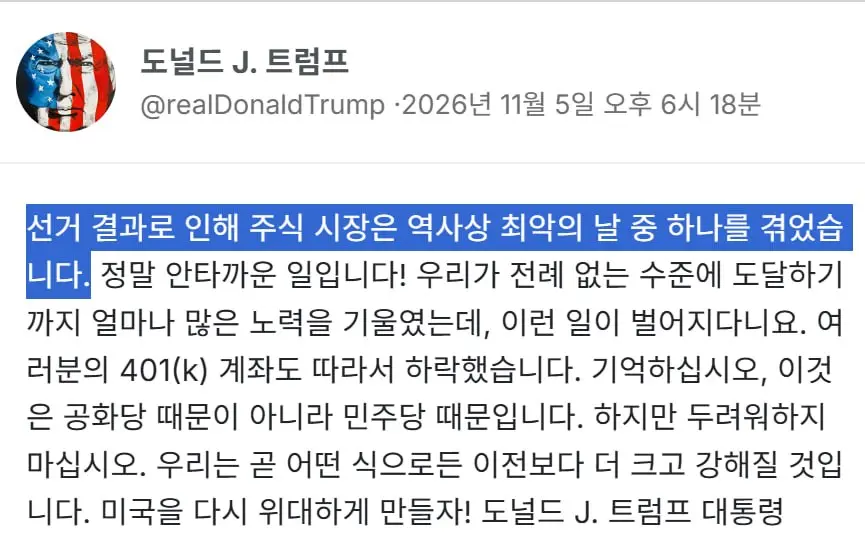 도널드 J. 트럼프
@realDonaldTrump ·2026년 11월 5일 오후 6시 18분
선거 결과로 인해 주식 시장은 역사상 최악의 날 중 하나를 겪었습
니다. 정말 안타까운 일입니다! 우리가 전례 없는 수준에 도달하기
까지 얼마나 많은 노력을 기울였는데, 이런 일이 벌어지다니요. 여
러분의 401(k) 계좌도 따라서 하락했습니다. 기억하십시오, 이것
은 공화당 때문이 아니라 민주당 때문입니다. 하지만 두려워하지
마십시오. 우리는 곧 어떤 식으로든 이전보다 더 크고 강해질 것입
니다. 미국을 다시 위대하게 만들자! 도널드 J. 트럼프 대통령